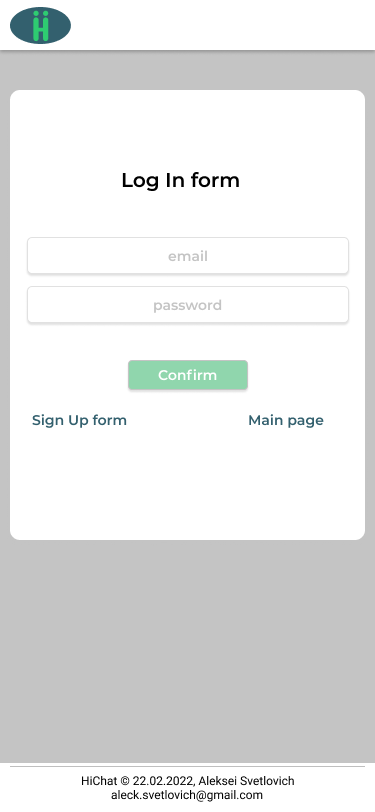 Log In form
email
password
Confirm
Sign Up form
Main page
HiChat © 22.02.2022, Aleksei Svetlovich
aleck.svetlovich@gmail.com